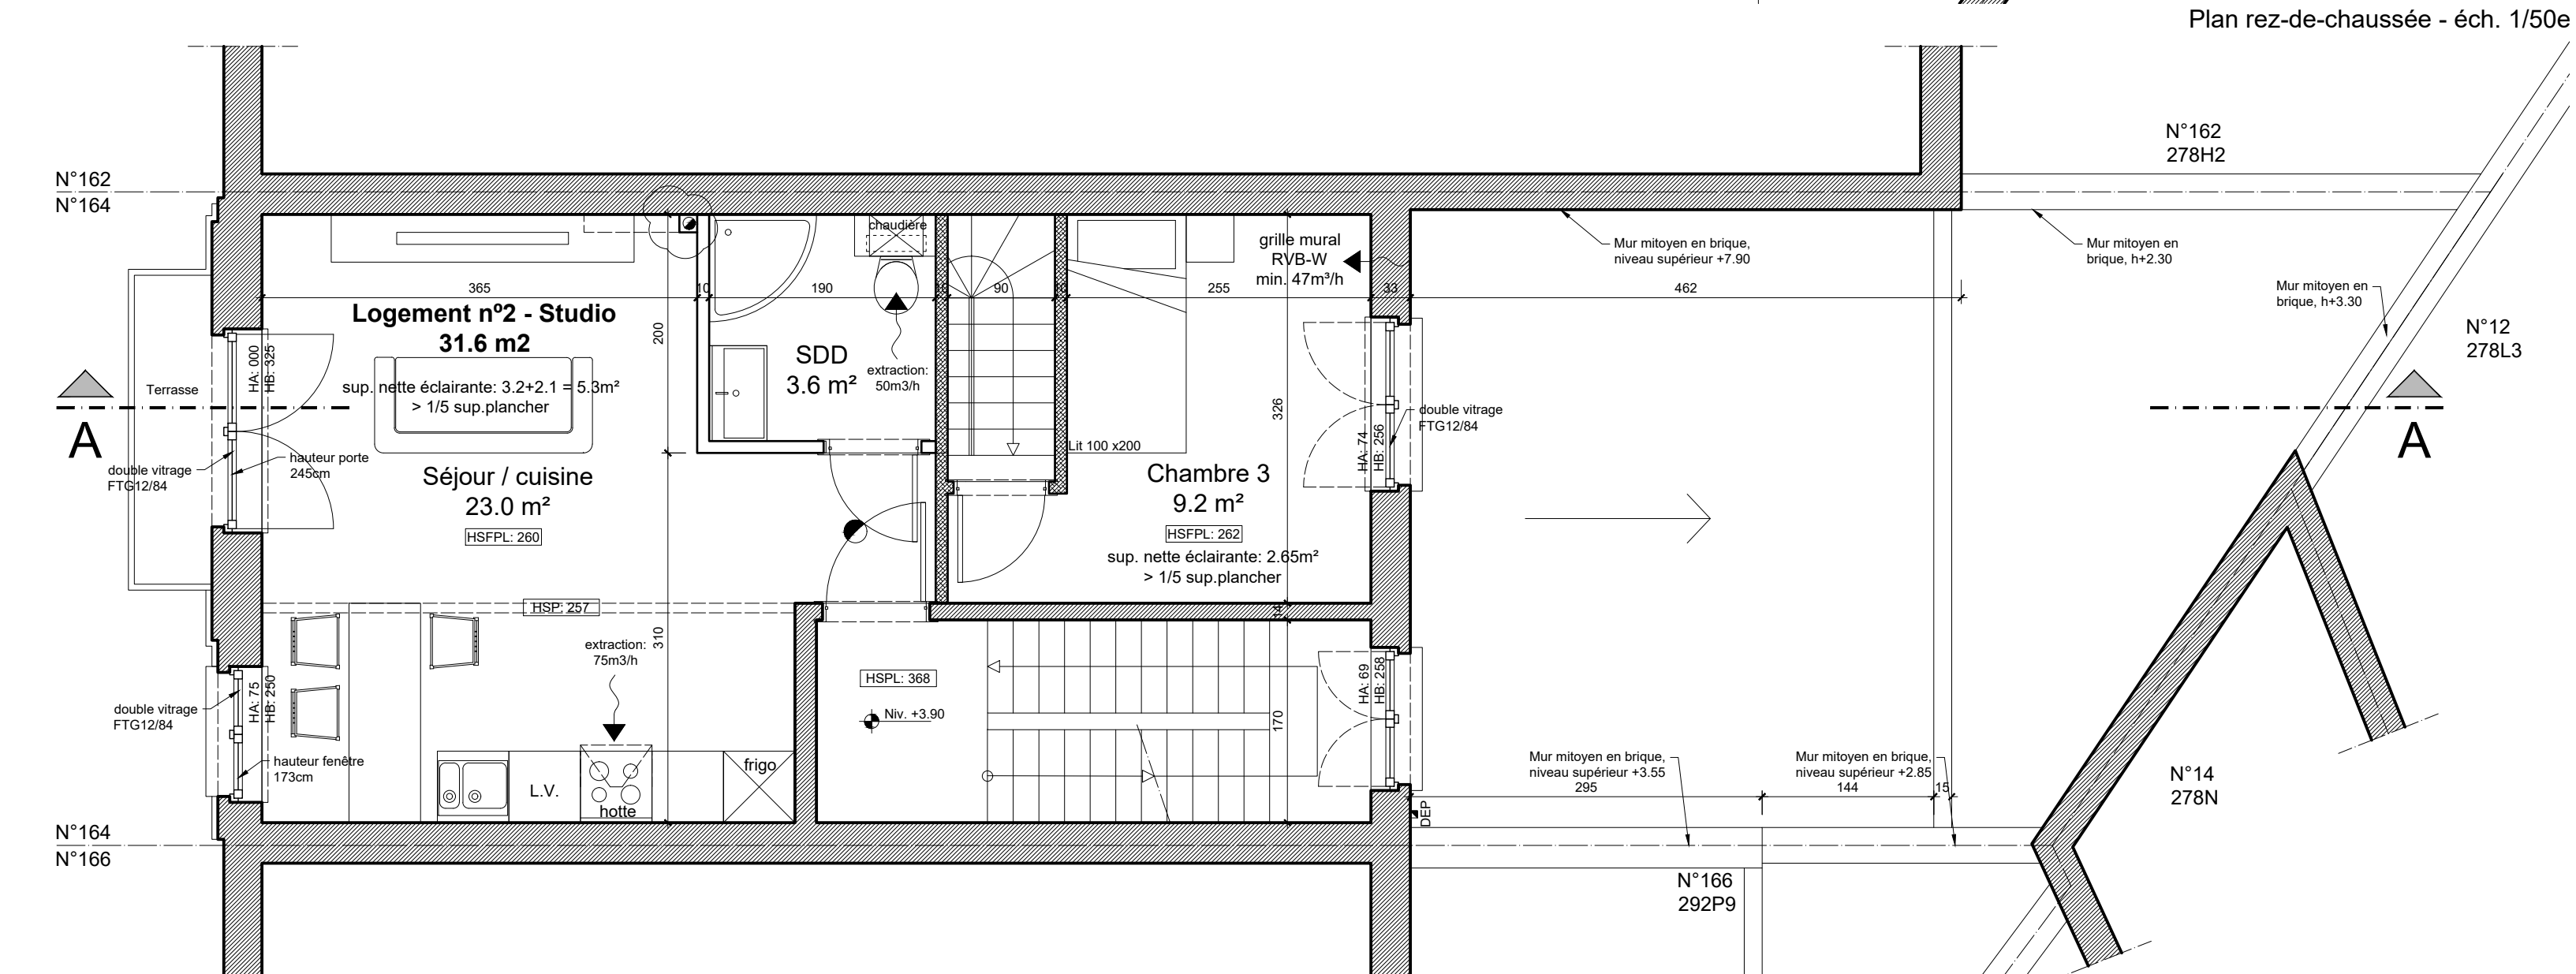 Plan rez-de-chaussée - éch. 1/50e
N°162
278H2
N°162
N°164
chaudière
grille mural
RVB-W
min. 47m³/h
Mur mitoyen en brique,
niveau supérieur +7.90
Mur mitoyen en
brique, h+2.30
Mur mitoyen en
brique, h+3.30
365
10
190
90
255
33
462
Logement nº2 - Studio
31.6 m2
200
SDD
3.6 m²
extraction:
50m3/h
N°12
278L3
HA: 000
HB: 325
Terrasse
sup. nette éclairante: 3.2+2.1 = 5.3m²
> 1/5 sup.plancher
326
double vitrage
FTG12/84
HA: 74
HB: 256
A
A
Lit 100 x200
hauteur porte
245cm
double vitrage
FTG12/84
Séjour / cuisine
23.0 m²
HSFPL: 260
Chambre 3
9.2 m²
HSFPL: 262
sup. nette éclairante: 2.65m²
> 1/5 sup.plancher
HSP: 257
14
310
extraction:
75m3/h
HSPL: 368
Niv. +3.90
HA: 69
HB: 258
170
HA: 75
HB: 250
double vitrage
FTG12/84
hauteur fenêtre
173cm
L.V.
hotte
frigo
Mur mitoyen en brique,
niveau supérieur +3.55
295
Mur mitoyen en brique,
niveau supérieur +2.85
144
15
DEP
N°14
278N
N°164
N°166
N°166
292P9